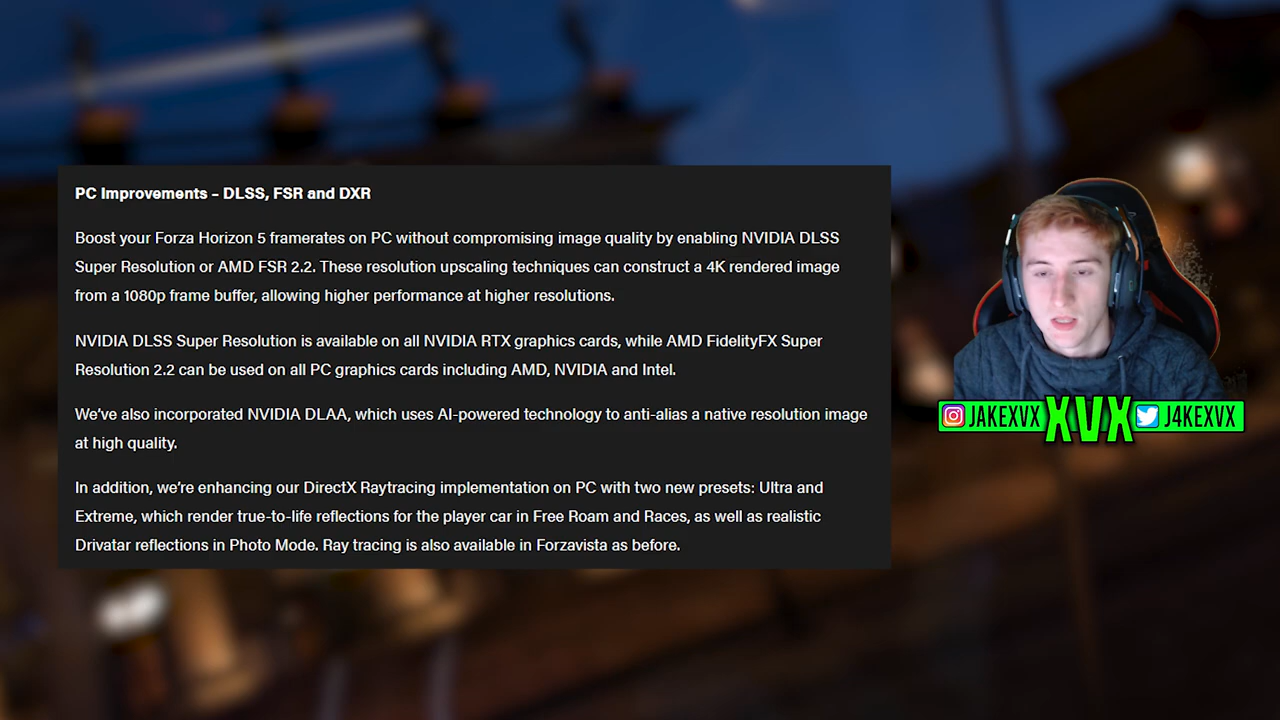 PC Improvements – DLSS, FSR and DXR
Boost your Forza Horizon 5 framerates on PC without compromising image quality by enabling NVIDIA DLSS
Super Resolution or AMD FSR 2.2. These resolution upscaling techniques can construct a 4K rendered image
from a 1080p frame buffer, allowing higher performance at higher resolutions.
NVIDIA DLSS Super Resolution is available on all NVIDIA RTX graphics cards, while AMD FidelityFX Super
Resolution 2.2 can be used on all PC graphics cards including AMD, NVIDIA and Intel.
We've also incorporated NVIDIA DLAA, which uses AI-powered technology to anti-alias a native resolution image
at high quality.
In addition, we're enhancing our DirectX Raytracing implementation on PC with two new presets: Ultra and
Extreme, which render true-to-life reflections for the player car in Free Roam and Races, as well as realistic
Drivatar reflections in Photo Mode. Ray tracing is also available in Forzavista as before.
JAKEXVX XVX J4KEXVX